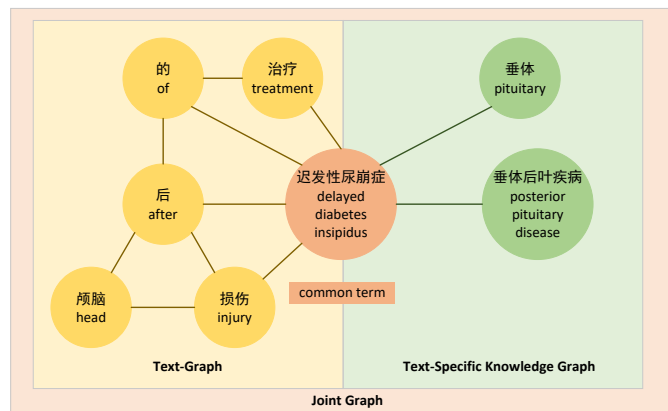 的
of
治疗
treatment
垂体
pituitary
迟发性尿崩症
delayed
diabetes
insipidus
后
after
垂体后叶疾病
posterior
pituitary
disease
颅脑
head
损伤
injury
common term
Text-Graph
Text-Specific Knowledge Graph
Joint Graph